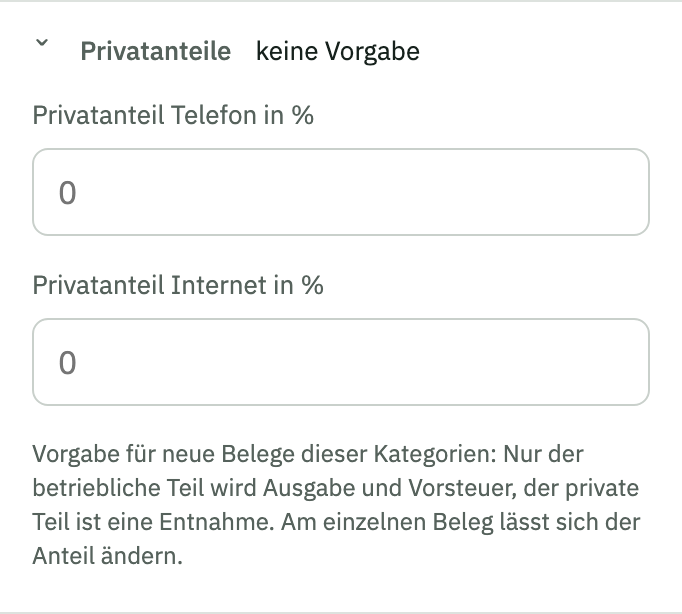 Privatanteile keine Vorgabe
Privatanteil Telefon in %
0
Privatanteil Internet in %
0
Vorgabe für neue Belege dieser Kategorien: Nur der
betriebliche Teil wird Ausgabe und Vorsteuer, der private
Teil ist eine Entnahme. Am einzelnen Beleg lässt sich der
Anteil ändern.